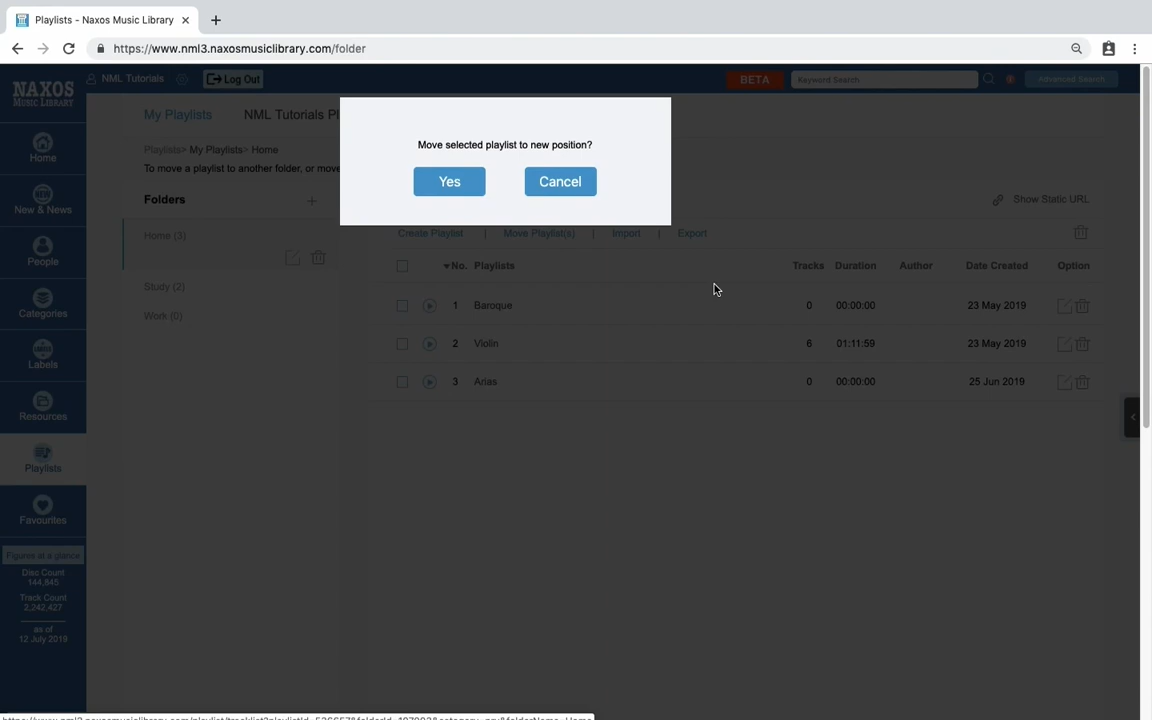 Playlists - Naxos Music Library
https://www.nml3.naxosmusiclibrary.com/folder
NAXOS
MUSIC LIBRARY
NML Tutorials
Log Out
BETA
Keyword Search
Advanced Search
My Playlists
NML Tutorials Pl
Playlists> My Playlists> Home
To move a playlist to another folder, or move
Move selected playlist to new position?
Yes
Cancel
Folders
Home (3)
Study (2)
Work (0)
Show Static URL
Create Playlist | Move Playlist(s) | Import | Export
No. Playlists Tracks Duration Author Date Created Option
1 Baroque 0 00:00:00 23 May 2019
2 Violin 6 01:11:59 23 May 2019
3 Arias 0 00:00:00 25 Jun 2019
Home
NEW
New & News
People
Categories
Labels
Resources
Playlists
Favourites
Figures at a glance
Disc Count
144,845
Track Count
2,242,427
as of
12 July 2019